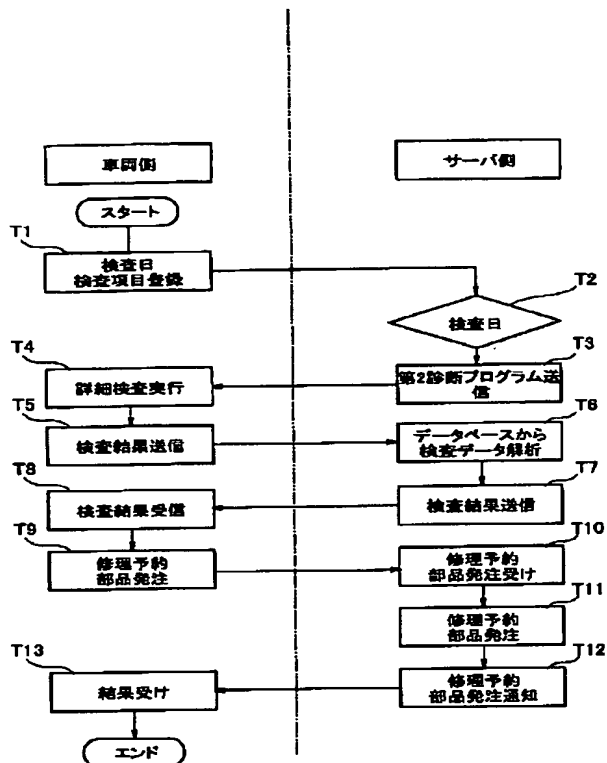 車両側
サーバ側
スタート
T1
検査日
検査項目登録
T2
検査日
T3
第2診断プログラム送
信
T4
詳細検査実行
T5
検査結果送信
T6
データベースから
検査データ解析
T7
検査結果送信
T8
検査結果受信
T9
修理予約
部品発注
T10
修理予約
部品発注受け
T11
修理予約
部品発注
T12
修理予約
部品発注通知
T13
結果受け
エンド